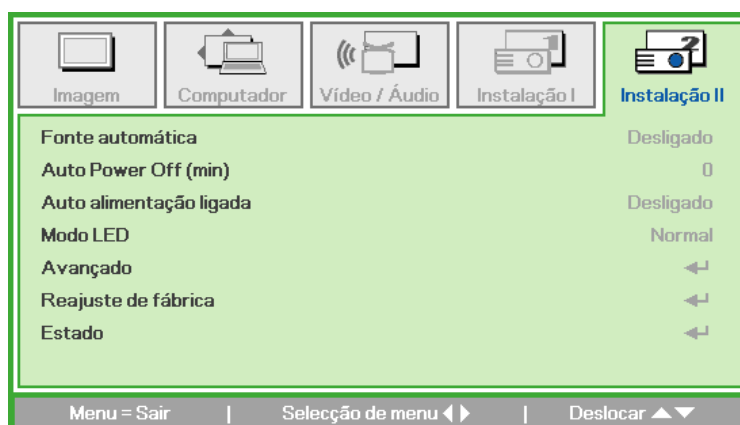 Imagem
Computador
Vídeo / Áudio
Instalação I
Instalação II
Fonte automática Desligado
Auto Power Off (min) 0
Auto alimentação ligada Desligado
Modo LED Normal
Avançado
Reajuste de fábrica
Estado
Menu = Sair | Selecção de menu | Deslocar